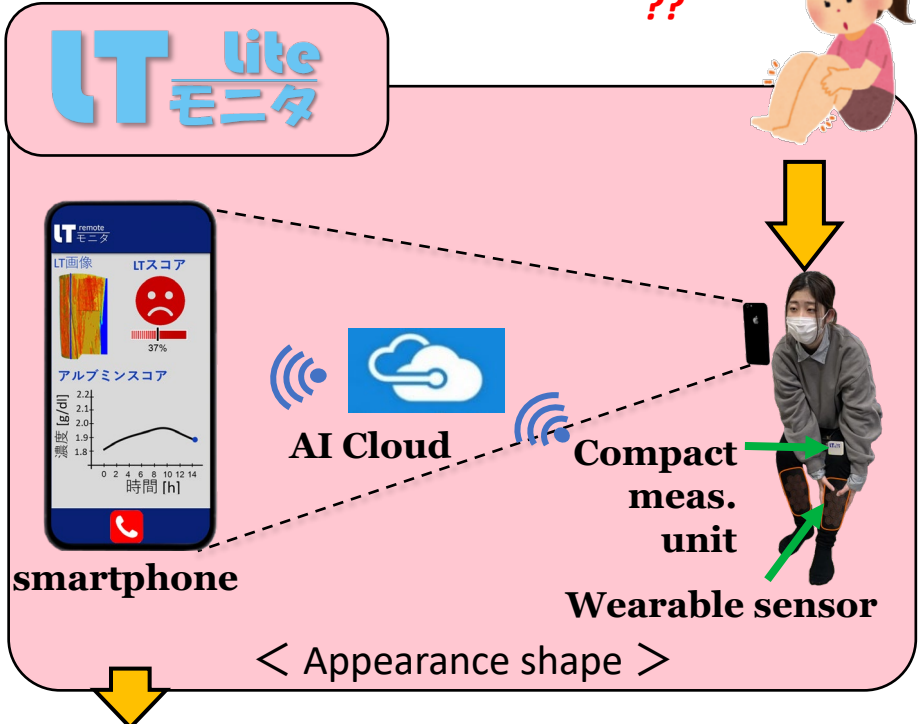 ??
LT Lite
モニタ
LT remote
モニタ
LT画像
LTスコア
37%
アルブミンスコア
濃度 [g/dl]
2.2
2.1
2.0
1.9
1.8
0 2 4 6 8 10 12 14
時間 [h]
smartphone
AI Cloud
Compact
meas.
unit
Wearable sensor
＜ Appearance shape ＞